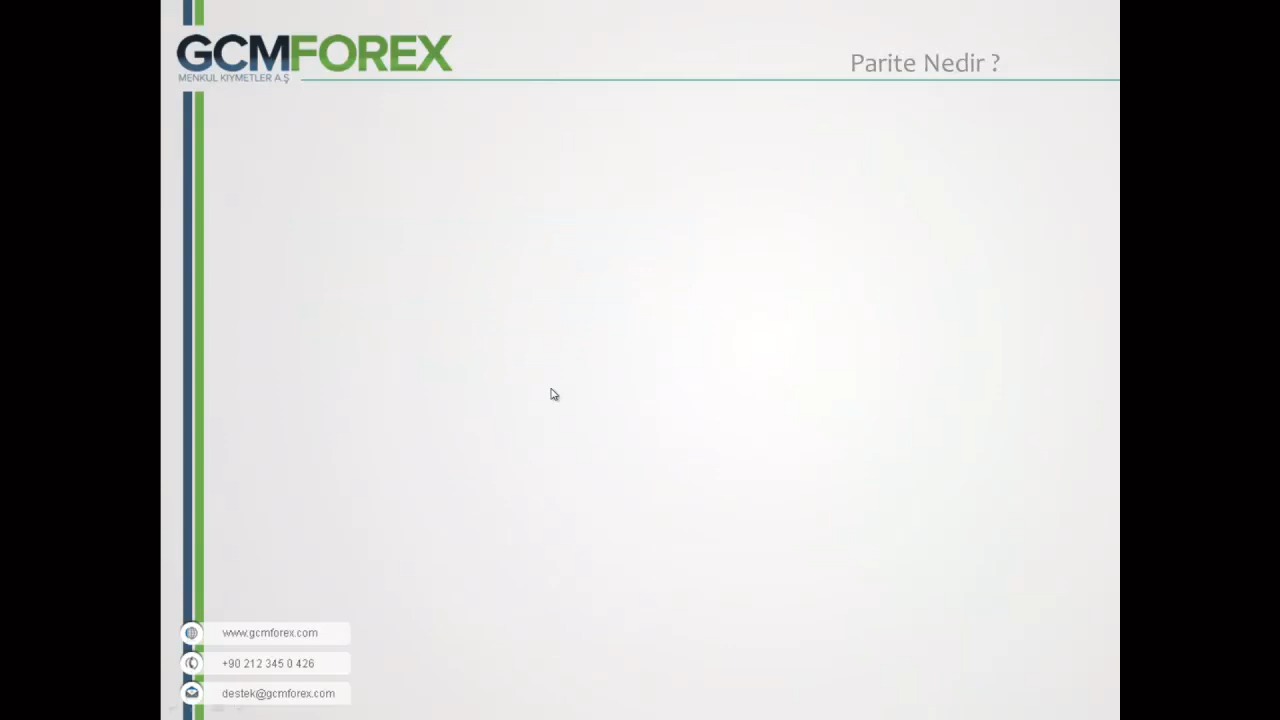 GCMFOREX
MENKUL KIYMETLER A.Ş
Parite Nedir ?
www.gcmforex.com
+90 212 345 0 426
destek@gcmforex.com